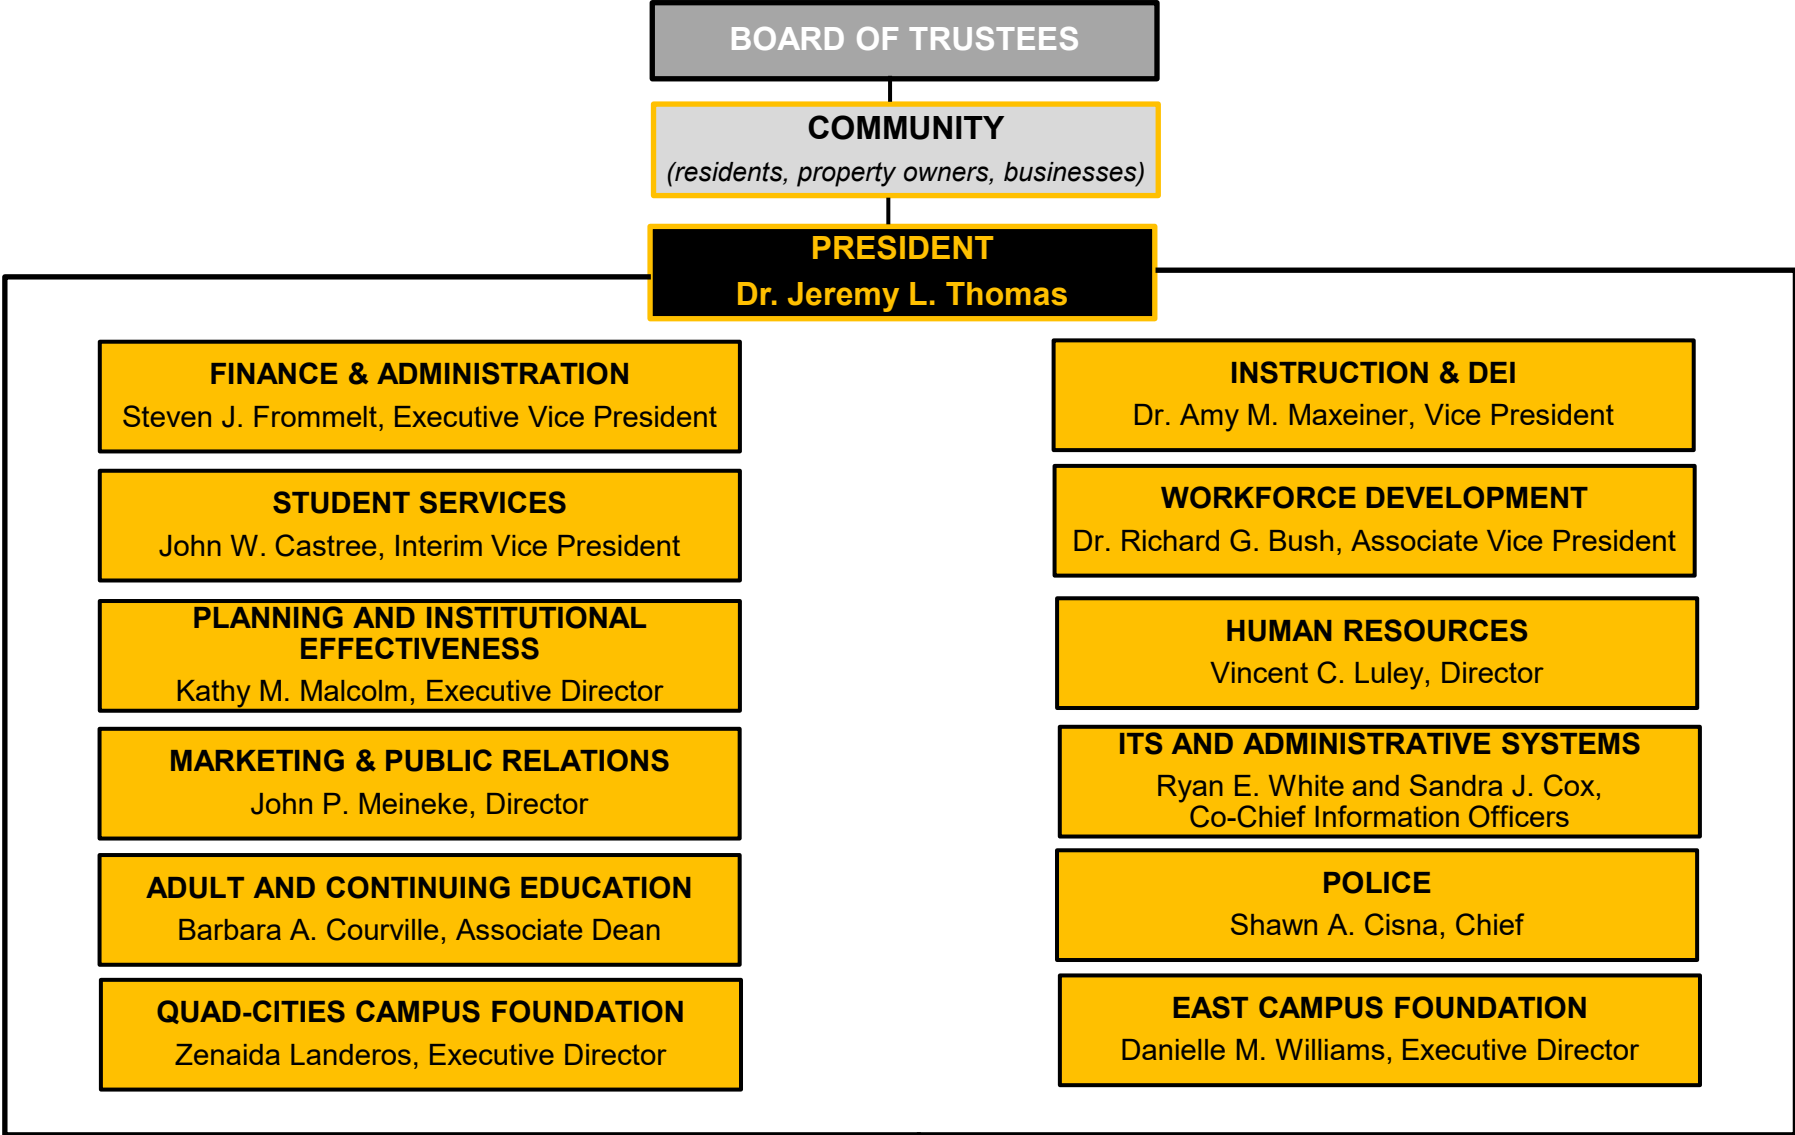 BOARD OF TRUSTEES
COMMUNITY
(residents, property owners, businesses)
PRESIDENT
Dr. Jeremy L. Thomas
FINANCE & ADMINISTRATION
Steven J. Frommelt, Executive Vice President
STUDENT SERVICES
John W. Castree, Interim Vice President
PLANNING AND INSTITUTIONAL
EFFECTIVENESS
Kathy M. Malcolm, Executive Director
MARKETING & PUBLIC RELATIONS
John P. Meineke, Director
ADULT AND CONTINUING EDUCATION
Barbara A. Courville, Associate Dean
QUAD-CITIES CAMPUS FOUNDATION
Zenaida Landeros, Executive Director
INSTRUCTION & DEI
Dr. Amy M. Maxeiner, Vice President
WORKFORCE DEVELOPMENT
Dr. Richard G. Bush, Associate Vice President
HUMAN RESOURCES
Vincent C. Luley, Director
ITS AND ADMINISTRATIVE SYSTEMS
Ryan E. White and Sandra J. Cox,
Co-Chief Information Officers
POLICE
Shawn A. Cisna, Chief
EAST CAMPUS FOUNDATION
Danielle M. Williams, Executive Director